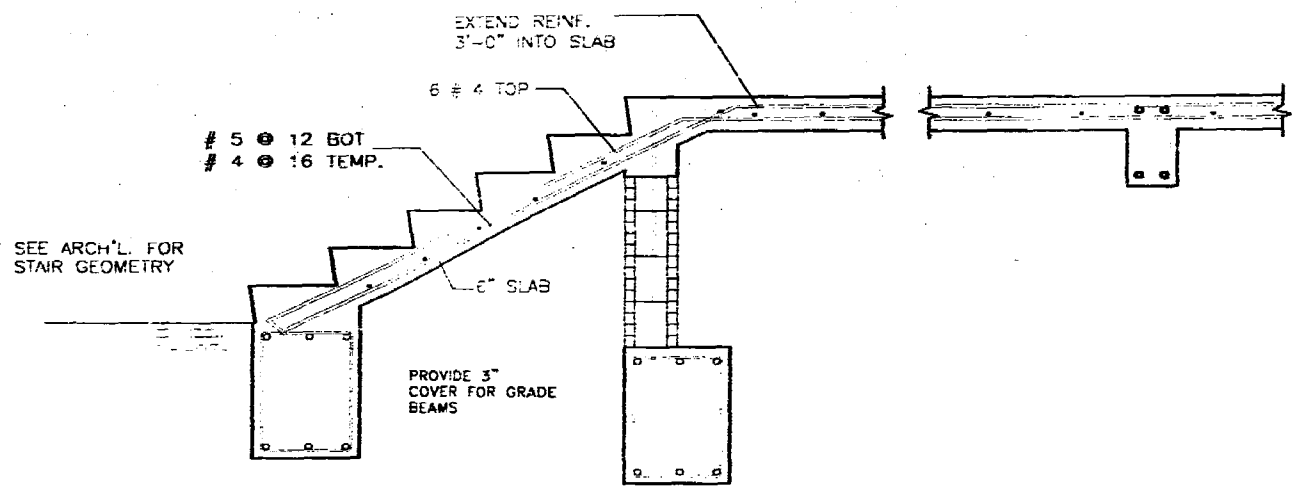 EXTEND REINF.
3'-0" INTO SLAB
6 # 4 TOP
# 5 @ 12 BOT
# 4 @ 16 TEMP.
SEE ARCH'L. FOR
STAIR GEOMETRY
6" SLAB
PROVIDE 3"
COVER FOR GRADE
BEAMS